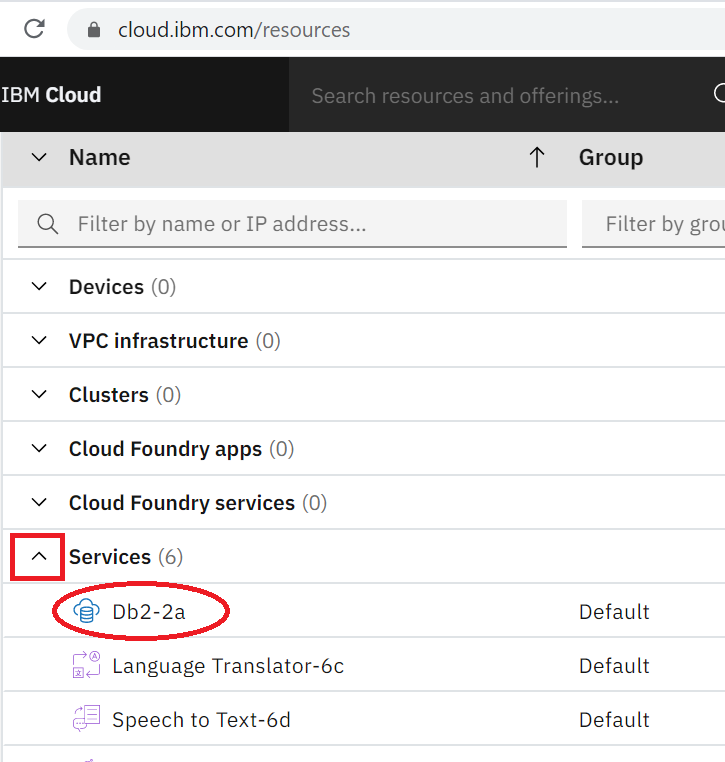 cloud.ibm.com/resources
IBM Cloud
Search resources and offerings...
Name
Group
Filter by name or IP address...
Filter by grou
Devices (0)
VPC infrastructure (0)
Clusters (0)
Cloud Foundry apps (0)
Cloud Foundry services (0)
Services (6)
Db2-2a Default
Language Translator-6c Default
Speech to Text-6d Default